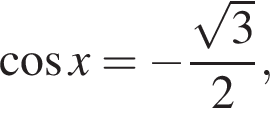 cos x = −√3/2,